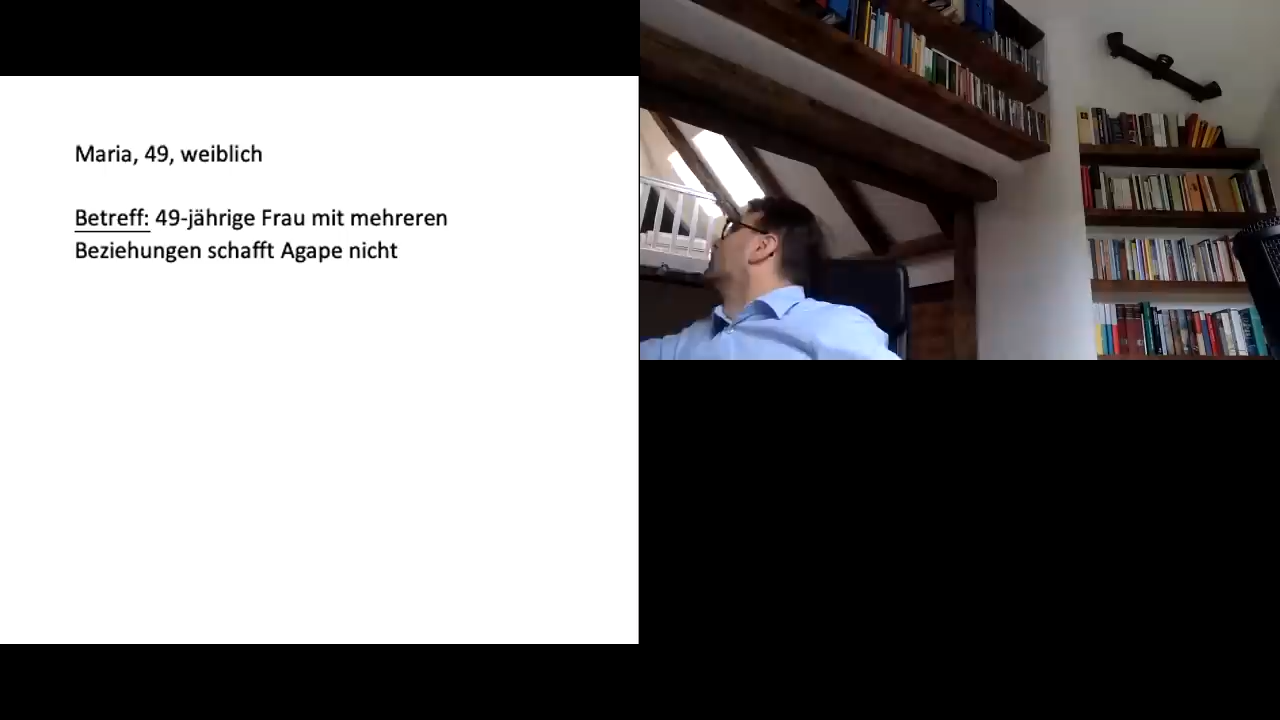 Maria, 49, weiblich
Betreff: 49-jährige Frau mit mehreren
Beziehungen schafft Agape nicht